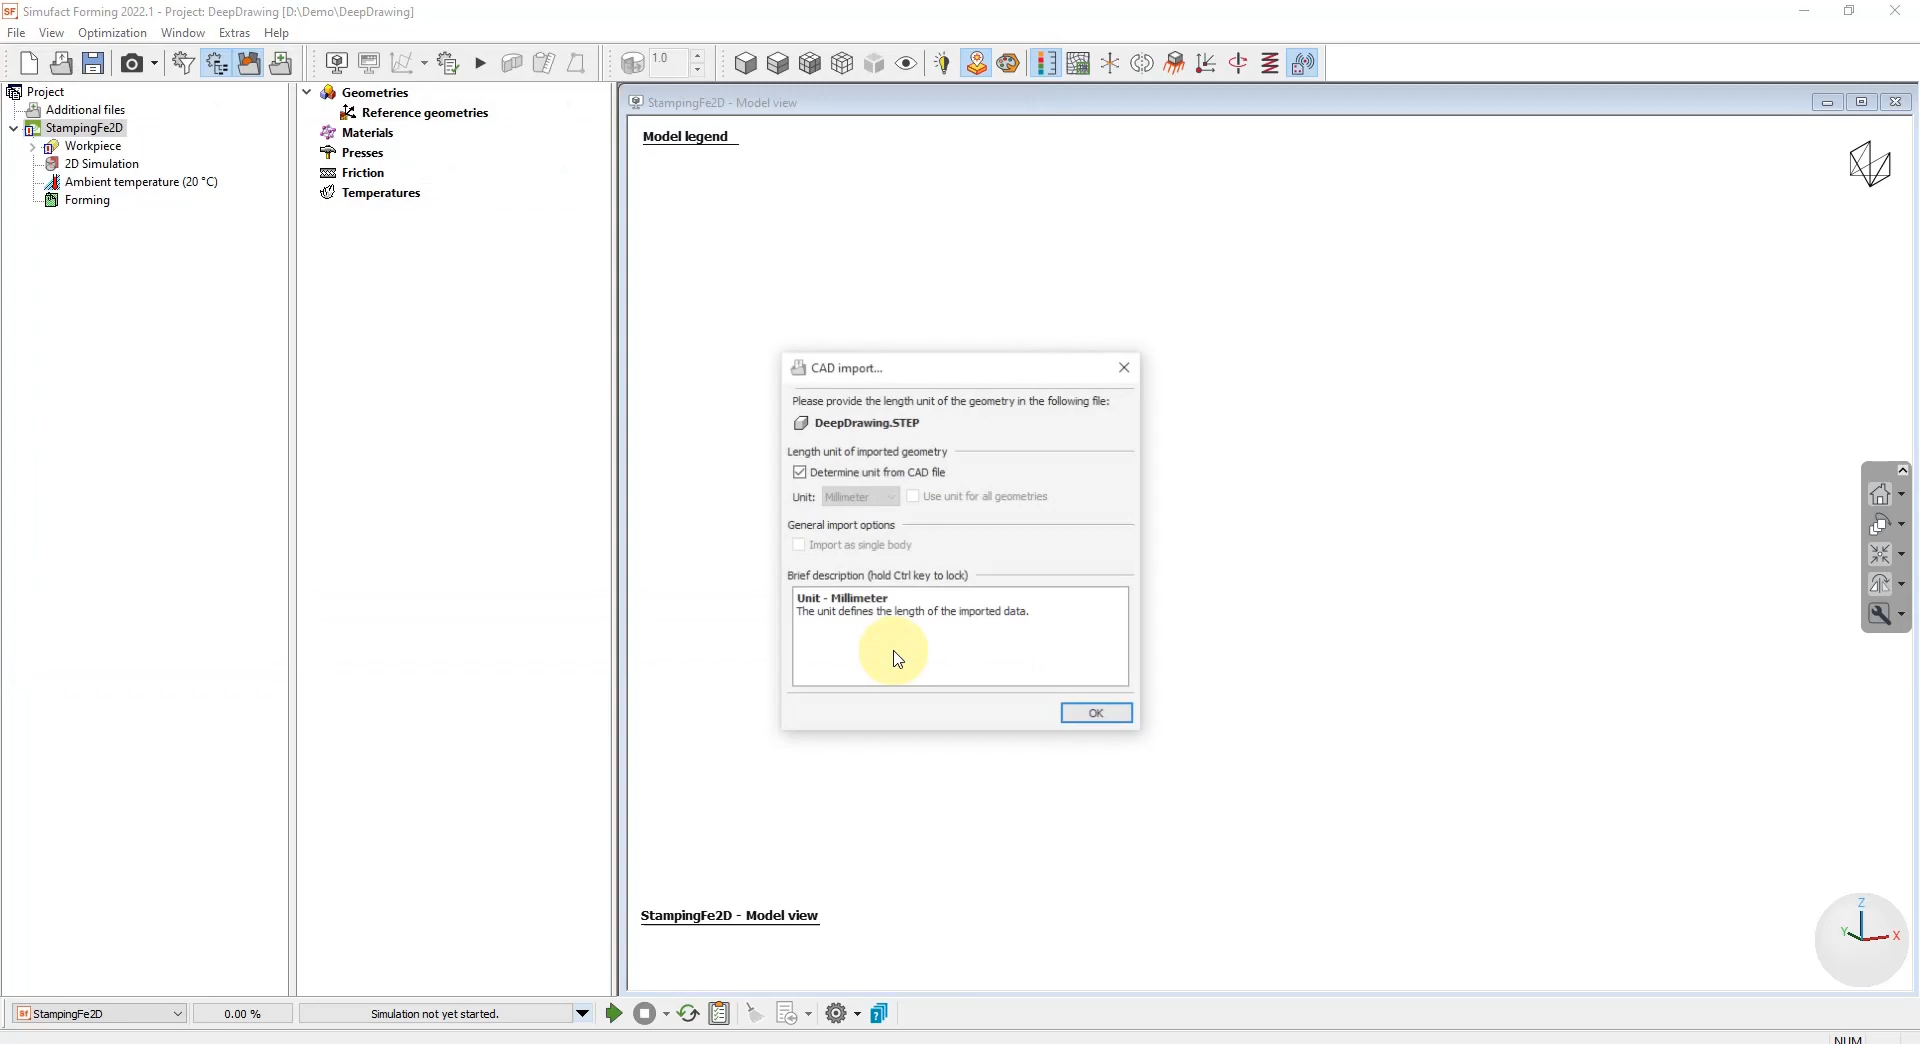 Simufact Forming 2022.1 - Project: DeepDrawing [D:\Demo\DeepDrawing]
File View Optimization Window Extras Help
1.0
Project
Additional files
StampingFe2D
Workpiece
2D Simulation
Ambient temperature (20 °C)
Forming
Geometries
Reference geometries
Materials
Presses
Friction
Temperatures
StampingFe2D - Model view
Model legend
CAD import...
Please provide the length unit of the geometry in the following file:
DeepDrawing.STEP
Length unit of imported geometry
Determine unit from CAD file
Unit: Millimeter Use unit for all geometries
General import options
Import as single body
Brief description (hold Ctrl key to lock)
Unit - Millimeter
The unit defines the length of the imported data.
OK
StampingFe2D - Model view
Z
Y
X
StampingFe2D 0.00 % Simulation not yet started.
NUM